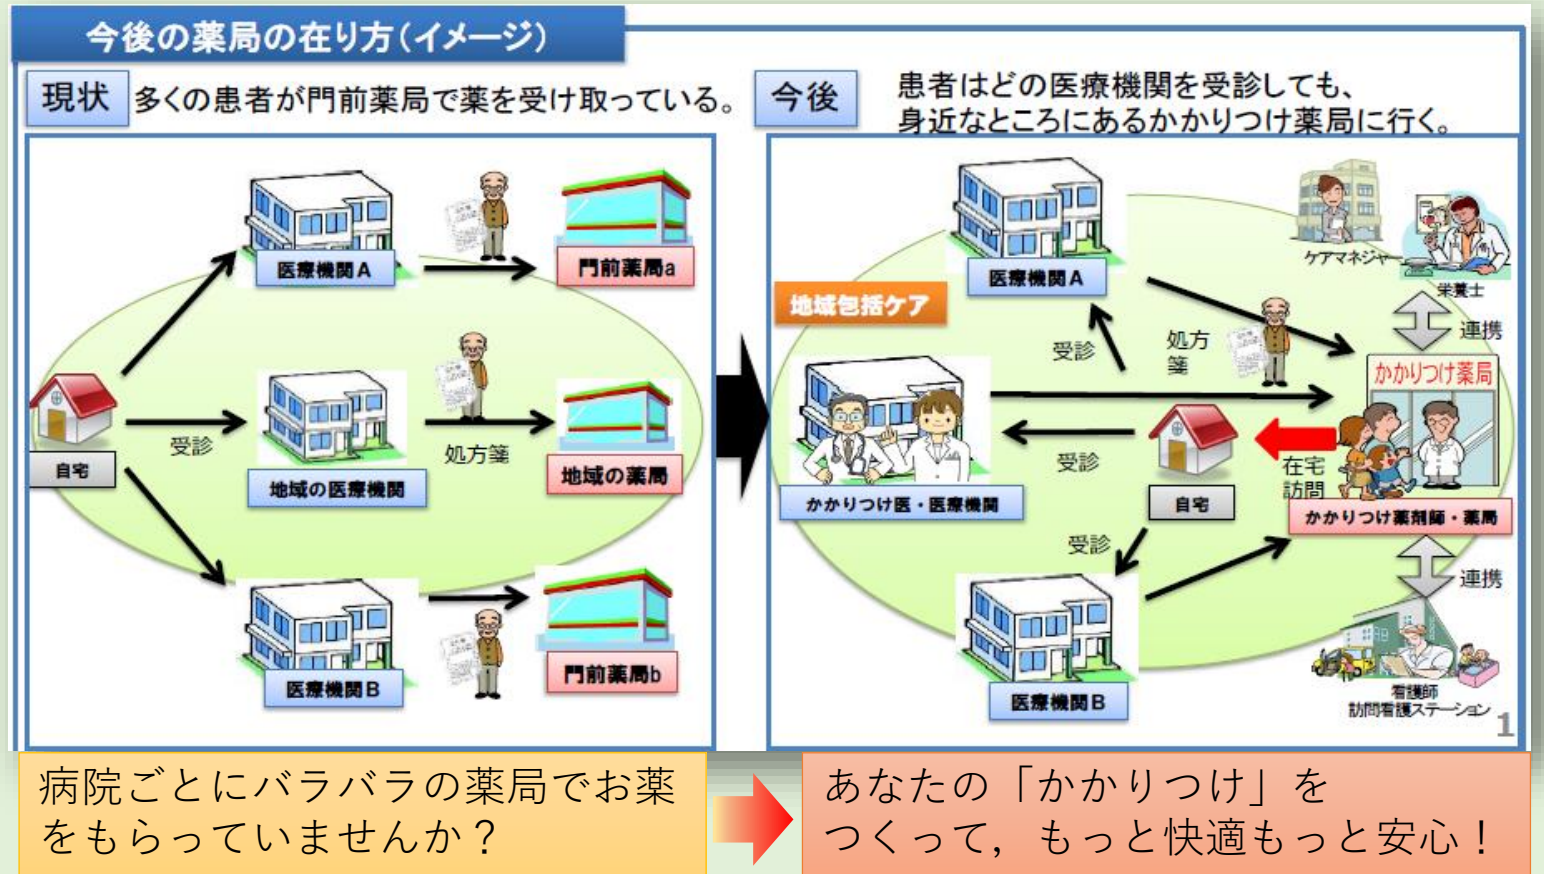 今後の薬局の在り方(イメージ)
現状
多くの患者が門前薬局で薬を受け取っている。
医療機関A
門前薬局a
自宅
受診
地域の医療機関
処方箋
地域の薬局
医療機関B
門前薬局b
今後
患者はどの医療機関を受診しても、
身近なところにあるかかりつけ薬局に行く。
地域包括ケア
医療機関A
ケアマネジャー
栄養士
連携
受診
処方
箋
かかりつけ薬局
かかりつけ医・医療機関
受診
自宅
在宅
訪問
かかりつけ薬剤師・薬局
受診
連携
医療機関B
看護師
訪問看護ステーション
1
病院ごとにバラバラの薬局でお薬
をもらっていませんか?
あなたの「かかりつけ」を
つくって,もっと快適もっと安心!